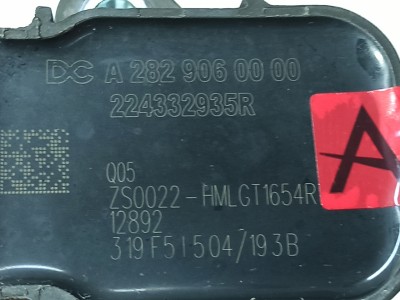 DC A 282 906 00 00
224332935R
A
Q05
ZS0022-HMLGT1654R
12892
319F51504/193B